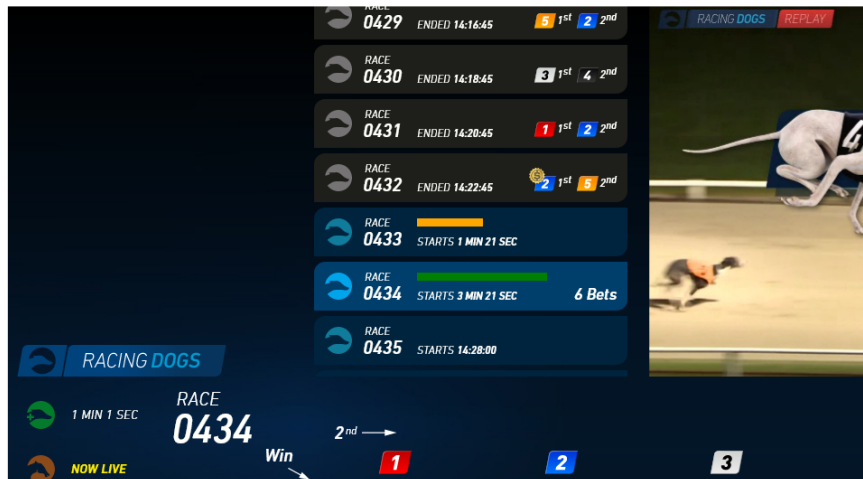 RACE
0429 ENDED 14:16:45 5 1st 2 2nd
RACE
0430 ENDED 14:18:45 3 1st 4 2nd
RACE
0431 ENDED 14:20:45 1 1st 2 2nd
RACE
0432 ENDED 14:22:45 $ 2 1st 5 2nd
RACE
0433 STARTS 1 MIN 21 SEC
RACE
0434 STARTS 3 MIN 21 SEC 6 Bets
RACE
0435 STARTS 14:28:00
RACING DOGS REPLAY
4
RACING DOGS
1 MIN 1 SEC
RACE
0434
2nd
NOW LIVE
Win
1 2 3